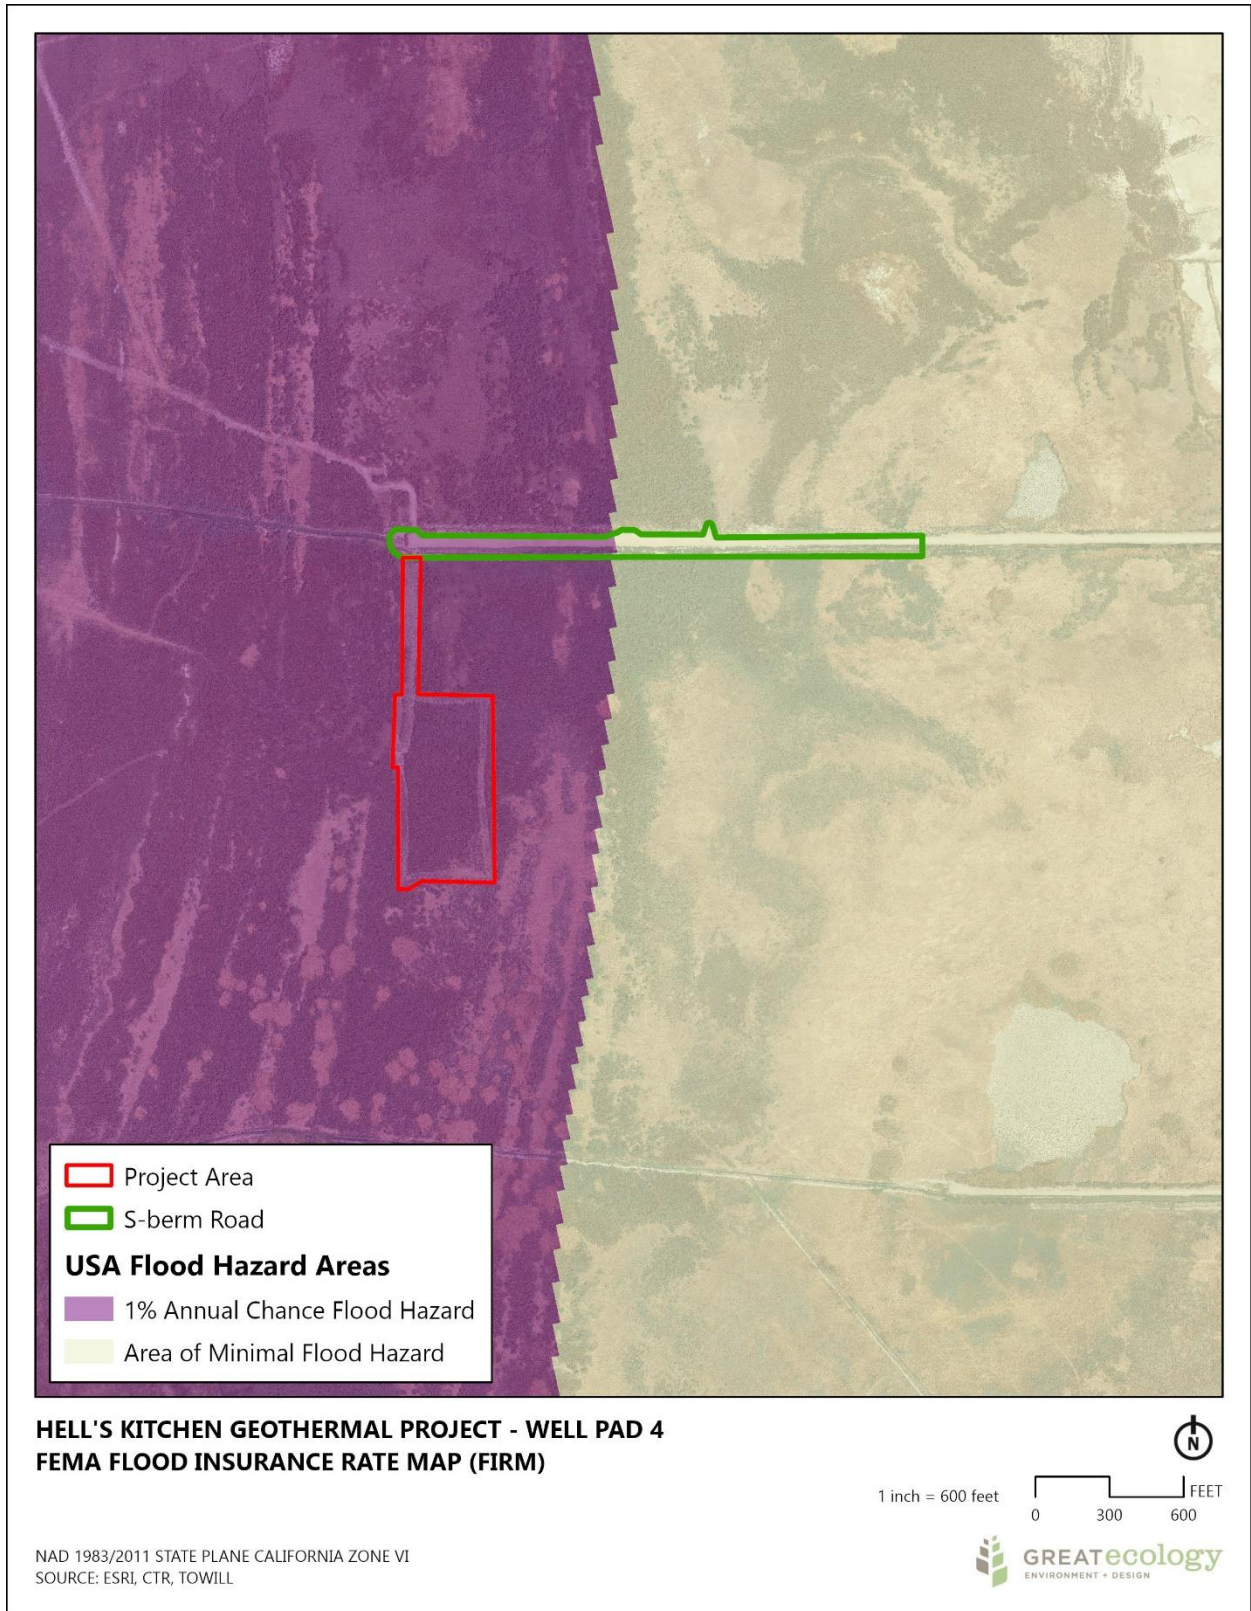 Project Area
S-berm Road
USA Flood Hazard Areas
1% Annual Chance Flood Hazard
Area of Minimal Flood Hazard
HELL'S KITCHEN GEOTHERMAL PROJECT - WELL PAD 4
FEMA FLOOD INSURANCE RATE MAP (FIRM)
N
1 inch = 600 feet
FEET
0 300 600
NAD 1983/2011 STATE PLANE CALIFORNIA ZONE VI
SOURCE: ESRI, CTR, TOWILL
GREATecology
ENVIRONMENT + DESIGN